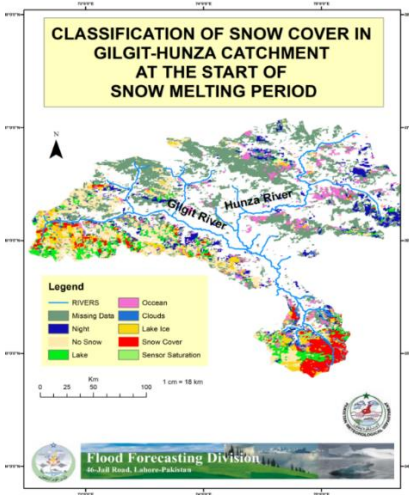 CLASSIFICATION OF SNOW COVER IN
GILGIT-HUNZA CATCHMENT
AT THE START OF
SNOW MELTING PERIOD
N
Gilgit River
Hunza River
Legend
RIVERS
Missing Data
Night
No Snow
Lake
Occean
Clouds
Lake Ice
Snow Cover
Sensor Saturation
Km
0 25 50 100
1 cm = 18 km
Flood Forecasting Division
46-Jail Road, Lahore-Pakistan